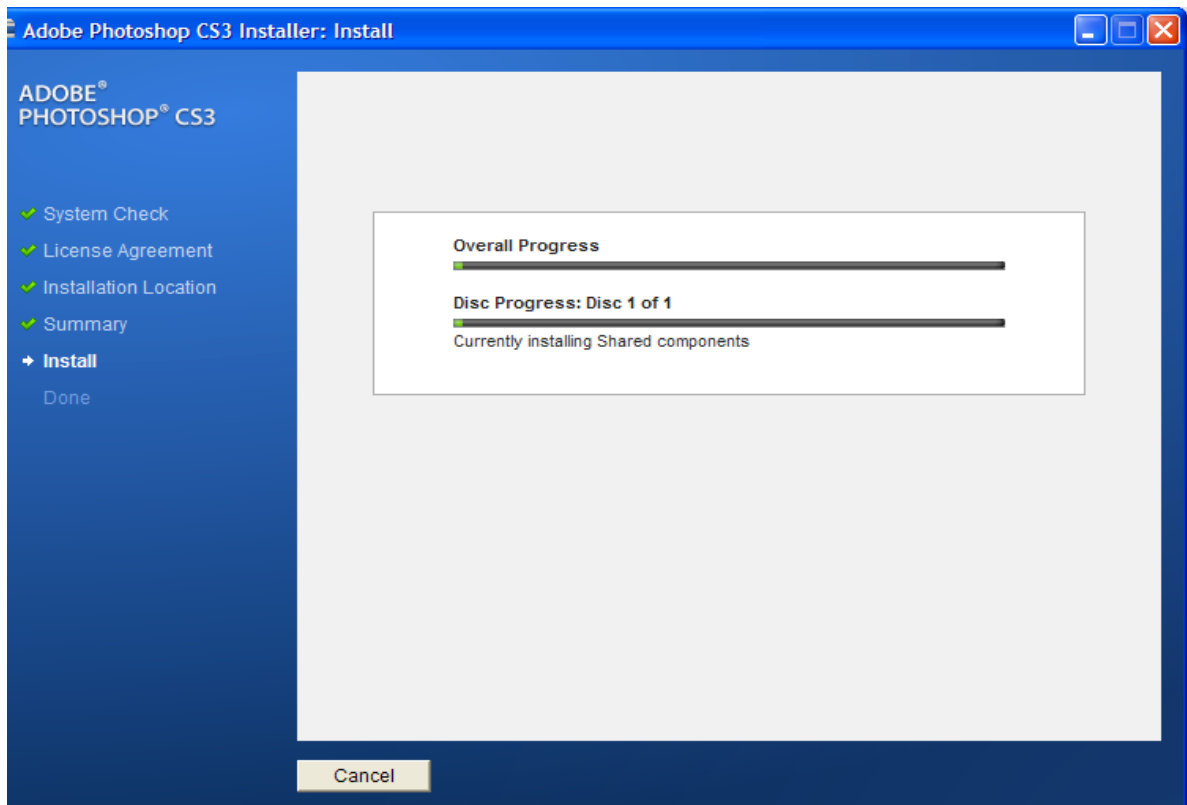 Adobe Photoshop CS3 Installer: Install
ADOBE®
PHOTOSHOP® CS3
System Check
License Agreement
Installation Location
Summary
Install
Done
Overall Progress
Disc Progress: Disc 1 of 1
Currently installing Shared components
Cancel